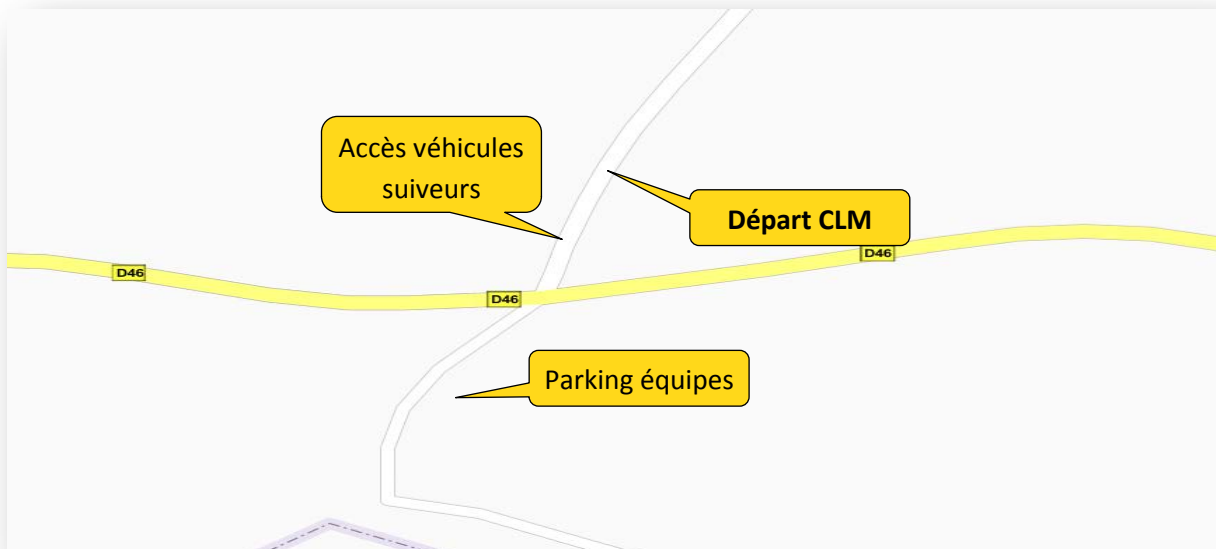 Accès véhicules
suiveurs
Départ CLM
D46
D46
D46
Parking équipes